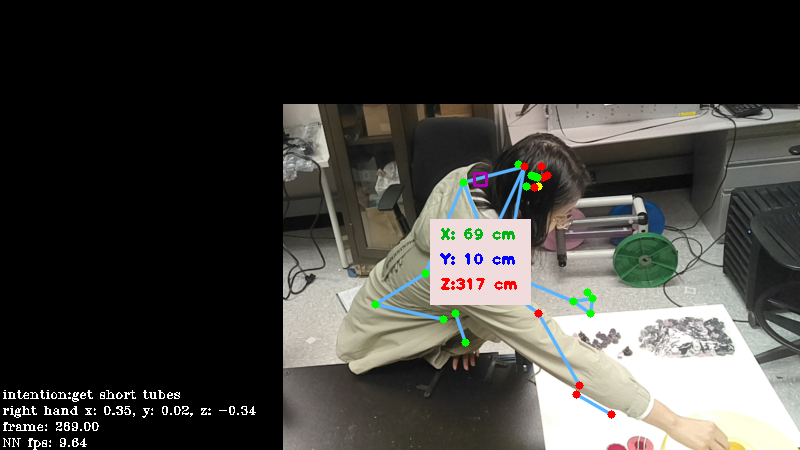 X: 69 cm
Y: 10 cm
Z:317 cm
intention:get short tubes
right hand x: 0.35, y: 0.02, z: -0.34
frame: 269.00
NN fps: 9.64